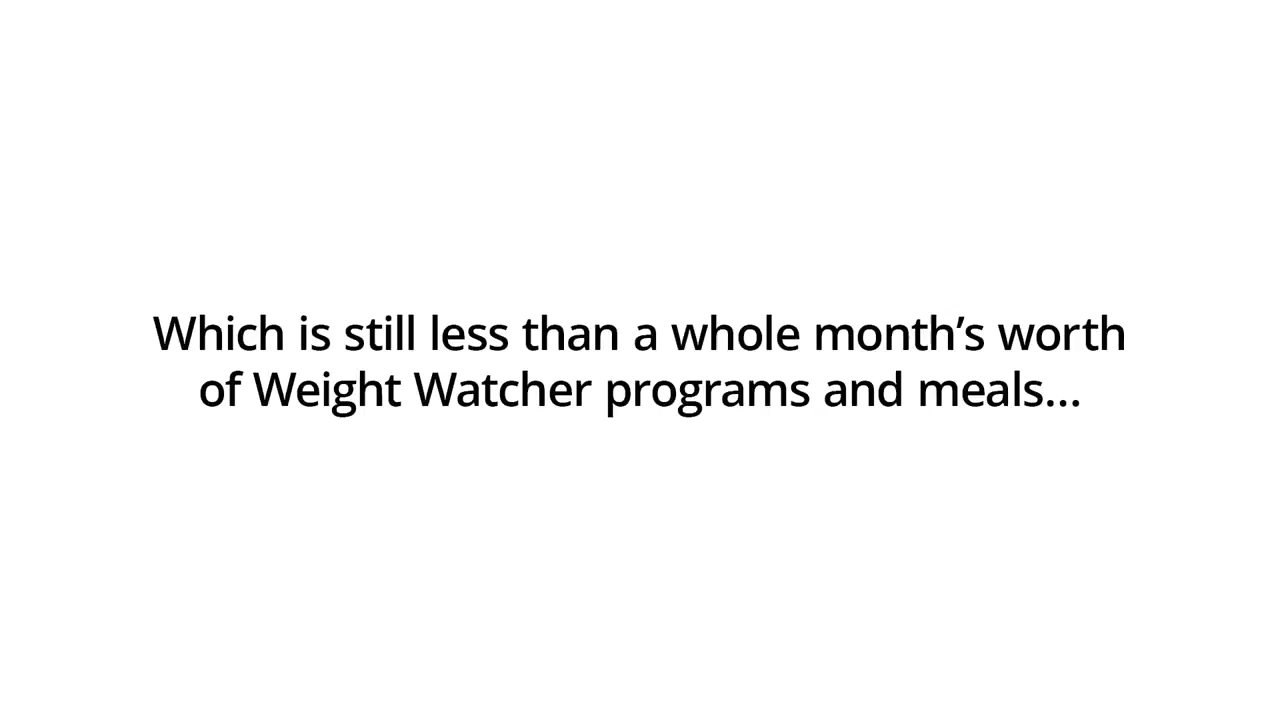 Which is still less than a whole month’s worth
of Weight Watcher programs and meals...